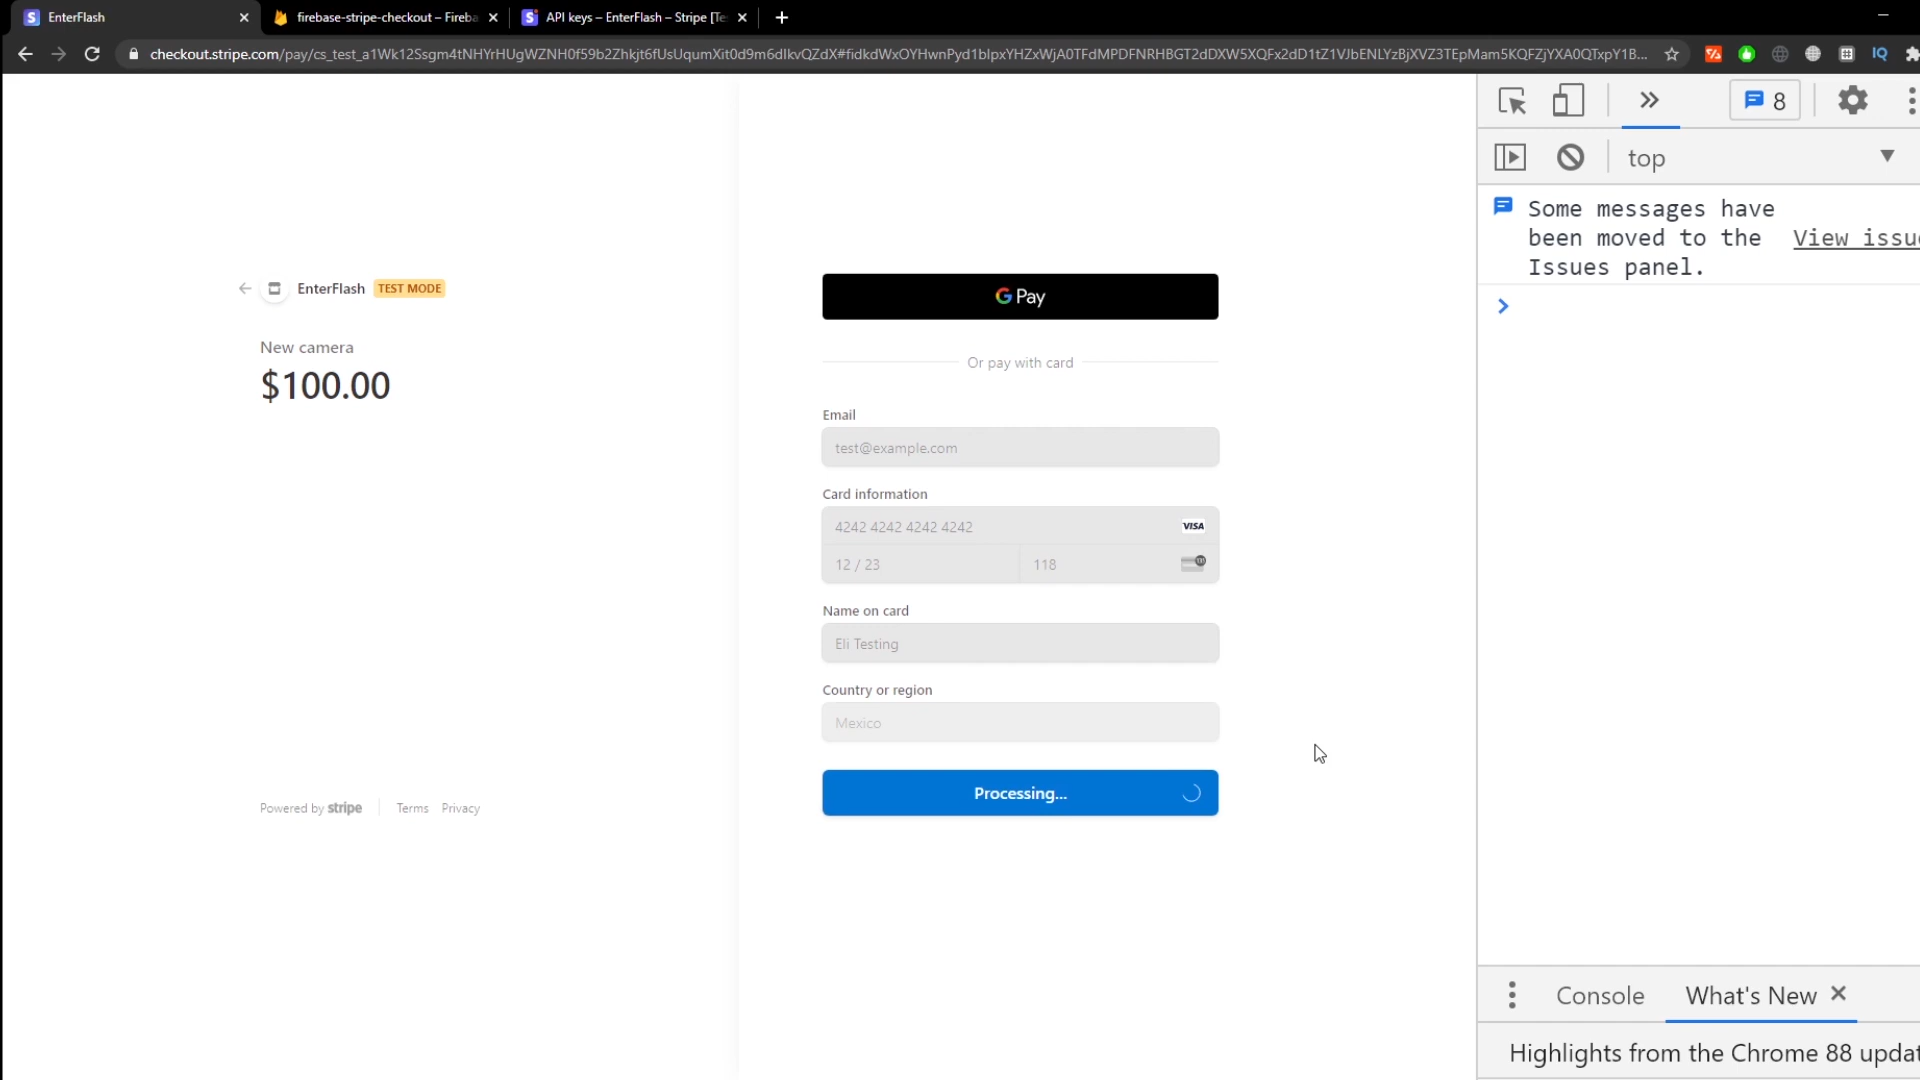 EnterFlash
firebase-stripe-checkout – Fireba
API keys – EnterFlash – Stripe [Te
checkout.stripe.com/pay/cs_test_a1Wk12Ssgm4tNHYrHUgWZNH0f59b2Zhkjt6fUsUqumXit0d9m6dIkvQZdX#fidkdWxOYHwnPyd1blpxYHZxWjA0TFdMPDFNRHBGT2dDXW5XQFx2dD1tZ1VJbENLYzBjXVZ3TEpMam5KQFZjYXA0QTxpY1B...
IQ
8
top
Some messages have
been moved to the
View issue
Issues panel.
EnterFlash TEST MODE
New camera
$100.00
G Pay
Or pay with card
Email
test@example.com
Card information
4242 4242 4242 4242
VISA
12 / 23
118
Name on card
Eli Testing
Country or region
Mexico
Processing...
Powered by stripe
Terms
Privacy
Console
What's New
Highlights from the Chrome 88 updat